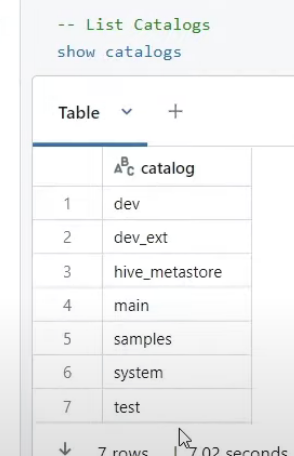 -- List Catalogs
show catalogs
Table
ABC catalog
1 dev
2 dev_ext
3 hive_metastore
4 main
5 samples
6 system
7 test
7 rows | 7.02 seconds